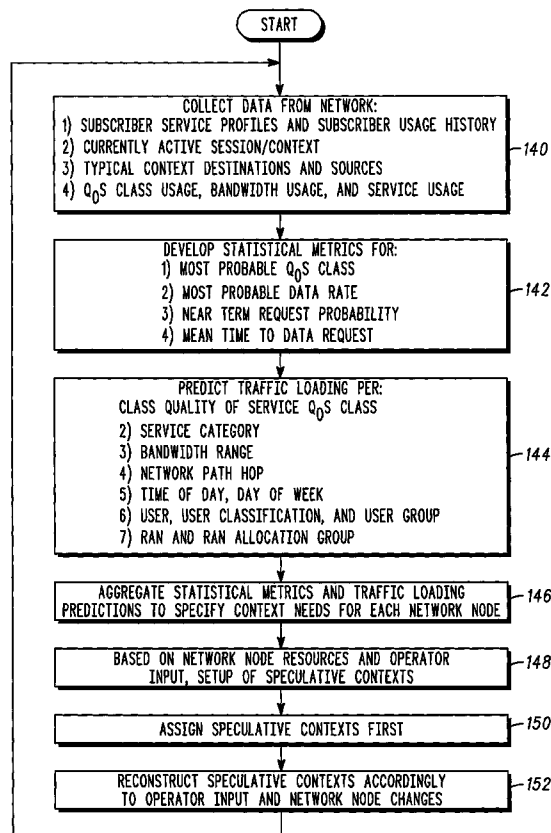 START
COLLECT DATA FROM NETWORK:
1) SUBSCRIBER SERVICE PROFILES AND SUBSCRIBER USAGE HISTORY
2) CURRENTLY ACTIVE SESSION/CONTEXT
3) TYPICAL CONTEXT DESTINATIONS AND SOURCES
4) QOS CLASS USAGE, BANDWIDTH USAGE, AND SERVICE USAGE
140
DEVELOP STATISTICAL METRICS FOR:
1) MOST PROBABLE QOS CLASS
2) MOST PROBABLE DATA RATE
3) NEAR TERM REQUEST PROBABILITY
4) MEAN TIME TO DATA REQUEST
142
PREDICT TRAFFIC LOADING PER:
CLASS QUALITY OF SERVICE QOS CLASS
2) SERVICE CATEGORY
3) BANDWIDTH RANGE
4) NETWORK PATH HOP
5) TIME OF DAY, DAY OF WEEK
6) USER, USER CLASSIFICATION, AND USER GROUP
7) RAN AND RAN ALLOCATION GROUP
144
AGGREGATE STATISTICAL METRICS AND TRAFFIC LOADING
PREDICTIONS TO SPECIFY CONTEXT NEEDS FOR EACH NETWORK NODE
146
BASED ON NETWORK NODE RESOURCES AND OPERATOR
INPUT, SETUP OF SPECULATIVE CONTEXTS
148
ASSIGN SPECULATIVE CONTEXTS FIRST
150
RECONSTRUCT SPECULATIVE CONTEXTS ACCORDINGLY
TO OPERATOR INPUT AND NETWORK NODE CHANGES
152